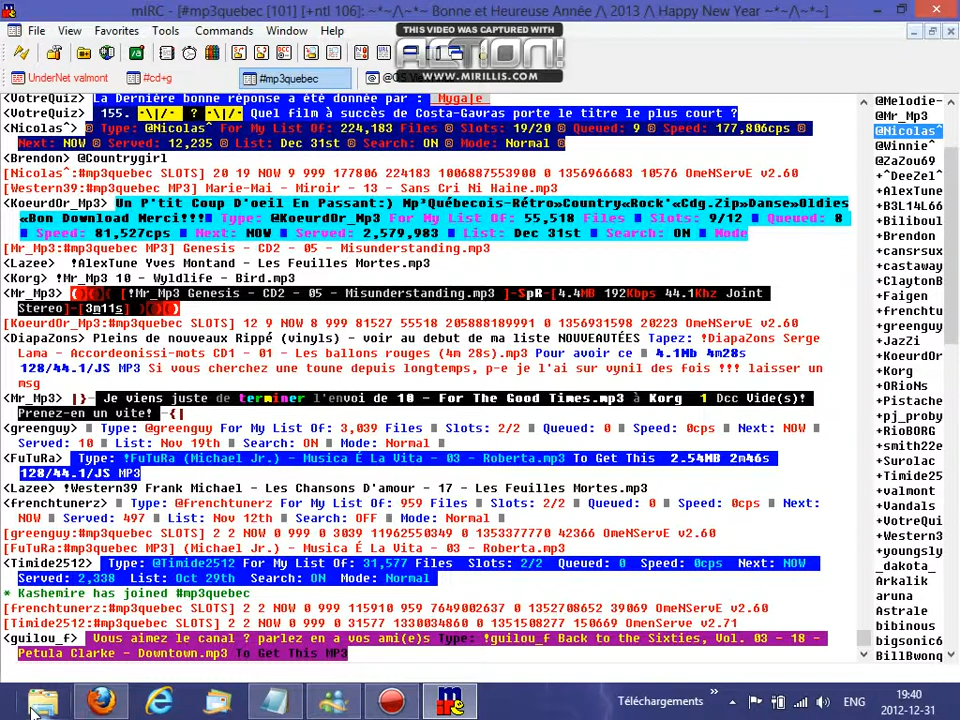 mIRC - [#mp3quebec [101] [+ntl 106]: ~*~/\~*~ Bonne et Heureuse Année /\ 2013 /\ Happy New Year ~*~/\~*~]
File View Favorites Tools Commands Window Help
THIS VIDEO WAS CAPTURED WITH
ACTION!
WWW.MIRILLIS.COM
UnderNet valmont #cd+g #mp3quebec
<VotreQuiz> La Dernière bonne réponse a été donnée par : Mygale
<VotreQuiz> 155. -\|/- ? -\|/- Quel film à succès de Costa-Gavras porte le titre le plus court ?
<Nicolas^> Type: @Nicolas^ For My List Of: 224,183 Files Slots: 19/20 Queued: 9 Speed: 177,806cps
Next: NOW Served: 12,235 List: Dec 31st Search: ON Mode: Normal
<Brendon> @Countrygirl
[Nicolas^:#mp3quebec SLOTS] 20 19 NOW 9 999 177806 224183 1006887553900 0 1356966683 10576 OmeNServE v2.60
[Western39:#mp3quebec MP3] Marie-Mai - Miroir - 13 - Sans Cri Ni Haine.mp3
<KoeurdOr_Mp3> Un P'tit Coup D'oeil En Passant:) Mp³Québecois-Rétro»Country«Rock'«Cdg.Zip»Danse»Oldies
«Bon Download Merci!!! Type: @KoeurdOr_Mp3 For My List Of: 55,518 Files Slots: 9/12 Queued: 8
Speed: 81,527cps Next: NOW Served: 2,579,983 List: Dec 31st Search: ON Mode
[Mr_Mp3:#mp3quebec MP3] Genesis - CD2 - 05 - Misunderstanding.mp3
<Lazee> !AlexTune Yves Montand - Les Feuilles Mortes.mp3
<Korg> !Mr_Mp3 10 - Wyldlife - Bird.mp3
<Mr_Mp3> ()()( [!Mr_Mp3 Genesis - CD2 - 05 - Misunderstanding.mp3 ]-SpR-[4.4MB 192Kbps 44.1Khz Joint
Stereo]-[3m11s] )()()
[KoeurdOr_Mp3:#mp3quebec SLOTS] 12 9 NOW 8 999 81527 55518 205888189991 0 1356931598 20223 OmeNServE v2.60
<DiapaZons> Pleins de nouveaux Rippé (vinyls) - voir au debut de ma liste NOUVEAUTÉES Tapez: !DiapaZons Serge
Lama - Accordeonissi-mots CD1 - 01 - Les ballons rouges (4m 28s).mp3 Pour avoir ce 4.1Mb 4m28s
128/44.1/JS MP3 Si vous cherchez une toune depuis longtemps, p-e je l'ai sur vynil des fois !!! laisser un
msg
<Mr_Mp3> |}- Je viens juste de terminer l'envoi de 10 - For The Good Times.mp3 à Korg 1 Dcc Vide(s)!
Prenez-en un vite! -{|
<greenguy> Type: @greenguy For My List Of: 3,039 Files Slots: 2/2 Queued: 0 Speed: 0cps Next: NOW
Served: 10 List: Nov 19th Search: ON Mode: Normal
<FuTuRa> Type: !FuTuRa (Michael Jr.) - Musica É La Vita - 03 - Roberta.mp3 To Get This 2.54MB 2m46s
128/44.1/JS MP3
<Lazee> !Western39 Frank Michael - Les Chansons D'amour - 17 - Les Feuilles Mortes.mp3
<frenchtunerz> Type: @frenchtunerz For My List Of: 959 Files Slots: 2/2 Queued: 0 Speed: 0cps Next:
NOW Served: 497 List: Nov 12th Search: OFF Mode: Normal
[greenguy:#mp3quebec SLOTS] 2 2 NOW 0 999 0 3039 11962550349 0 1353377770 42366 OmeNServE v2.60
[FuTuRa:#mp3quebec MP3] (Michael Jr.) - Musica É La Vita - 03 - Roberta.mp3
<Timide2512> Type: @Timide2512 For My List Of: 31,577 Files Slots: 2/2 Queued: 0 Speed: 0cps Next: NOW
Served: 2,338 List: Oct 29th Search: ON Mode: Normal
* Kashemire has joined #mp3quebec
[frenchtunerz:#mp3quebec SLOTS] 2 2 NOW 0 999 115910 959 7649002637 0 1352708652 39069 OmeNServE v2.60
[Timide2512:#mp3quebec SLOTS] 2 2 NOW 0 999 0 31577 1330034860 0 1351508277 150669 OmeNServE v2.71
<guilou_f> Vous aimez le canal ? parlez en a vos ami(e)s Type: !guilou_f Back to the Sixties, Vol. 03 - 18 -
Petula Clarke - Downtown.mp3 To Get This MP3
@Melodie-
@Mr_Mp3
@Nicolas^
@Winnie^
@ZaZou69
+^DeeZel^
+AlexTune
+B3L14L66
+Biliboul
+Brendon
+cansrsux
+castaway
+ClaytonB
+Faigen
+frenchtu
+greenguy
+JazZi
+KoeurdOr
+Korg
+ORioNs
+Pistache
+pj_proby
+RioBORG
+smith22e
+Surolac
+Timide25
+valmont
+Vandals
+VotreQui
+Western3
+youngsly
_dakota_
Arkalik
aruna
Astrale
bibinous
bigsonic6
BillBwonq
Téléchargements
ENG
19:40
2012-12-31